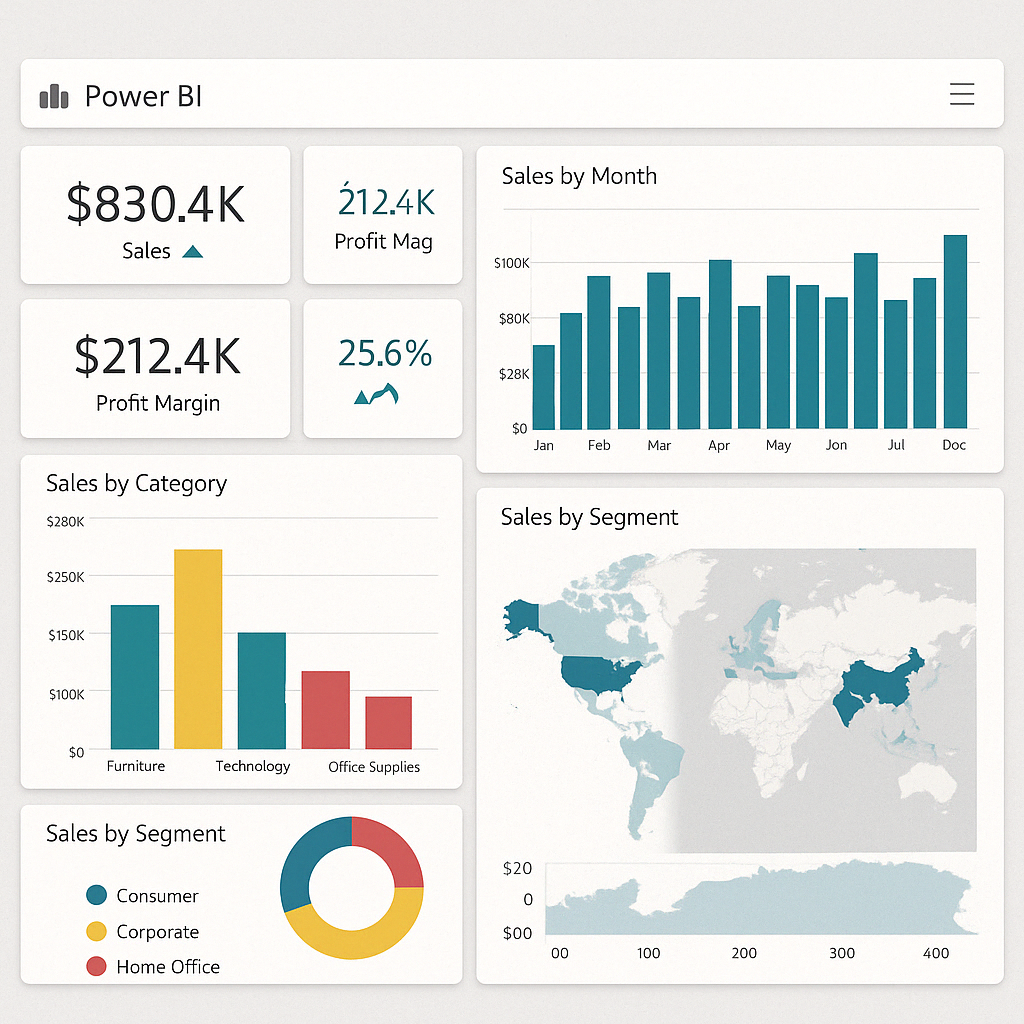 Power BI
$830.4K
Sales
212.4K
Profit Mag
$212.4K
Profit Margin
25.6%
Sales by Month
$100K
$80K
$28K
$0
Jan Feb Mar Apr May Jon Jul Doc
Sales by Category
$280K
$250K
$150K
$100K
$0
Furniture Technology Office Supplies
Sales by Segment
Consumer
Corporate
Home Office
Sales by Segment
$20
0
$00
00 100 200 300 400